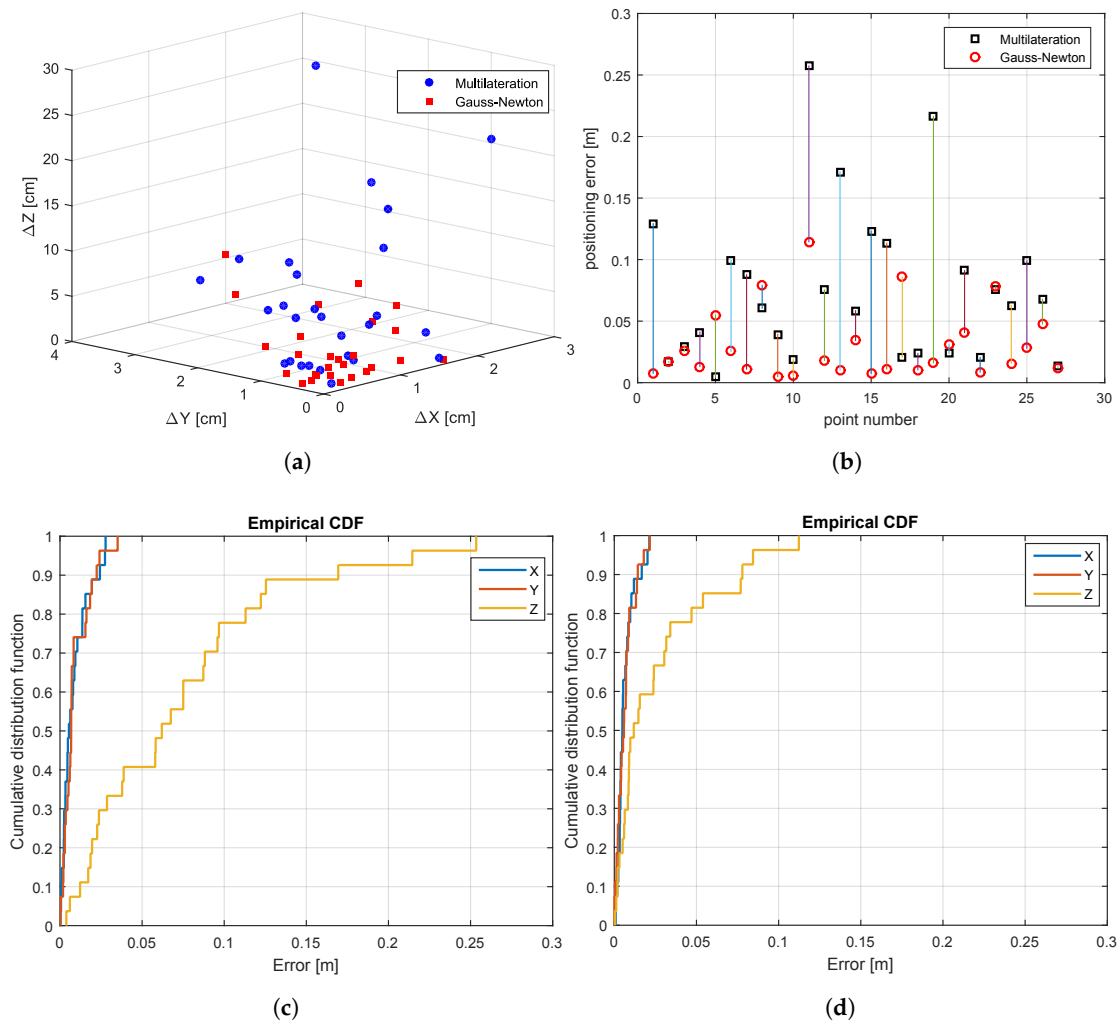 30
25
20
15
10
5
0
ΔZ [cm]
4
3
2
1
0
ΔY [cm]
0
1
2
3
ΔX [cm]
Multilateration
Gauss-Newton
(a)
0.3
0.25
0.2
0.15
0.1
0.05
0
positioning error [m]
0 5 10 15 20 25 30
point number
Multilateration
Gauss-Newton
(b)
Empirical CDF
1
0.9
0.8
0.7
0.6
0.5
0.4
0.3
0.2
0.1
0
Cumulative distribution function
0 0.05 0.1 0.15 0.2 0.25 0.3
Error [m]
X
Y
Z
(c)
Empirical CDF
1
0.9
0.8
0.7
0.6
0.5
0.4
0.3
0.2
0.1
0
Cumulative distribution function
0 0.05 0.1 0.15 0.2 0.25 0.3
Error [m]
X
Y
Z
(d)